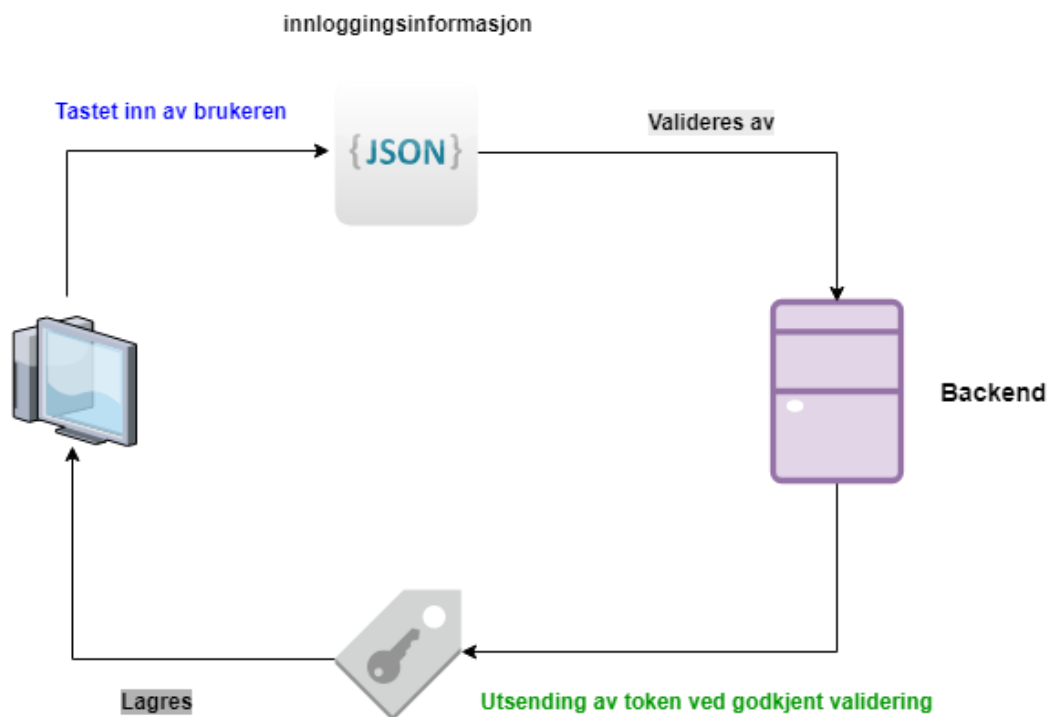 innloggingsinformasjon
Tastet inn av brukeren
Valideres av
{JSON}
Backend
Lagres
Utsending av token ved godkjent validering